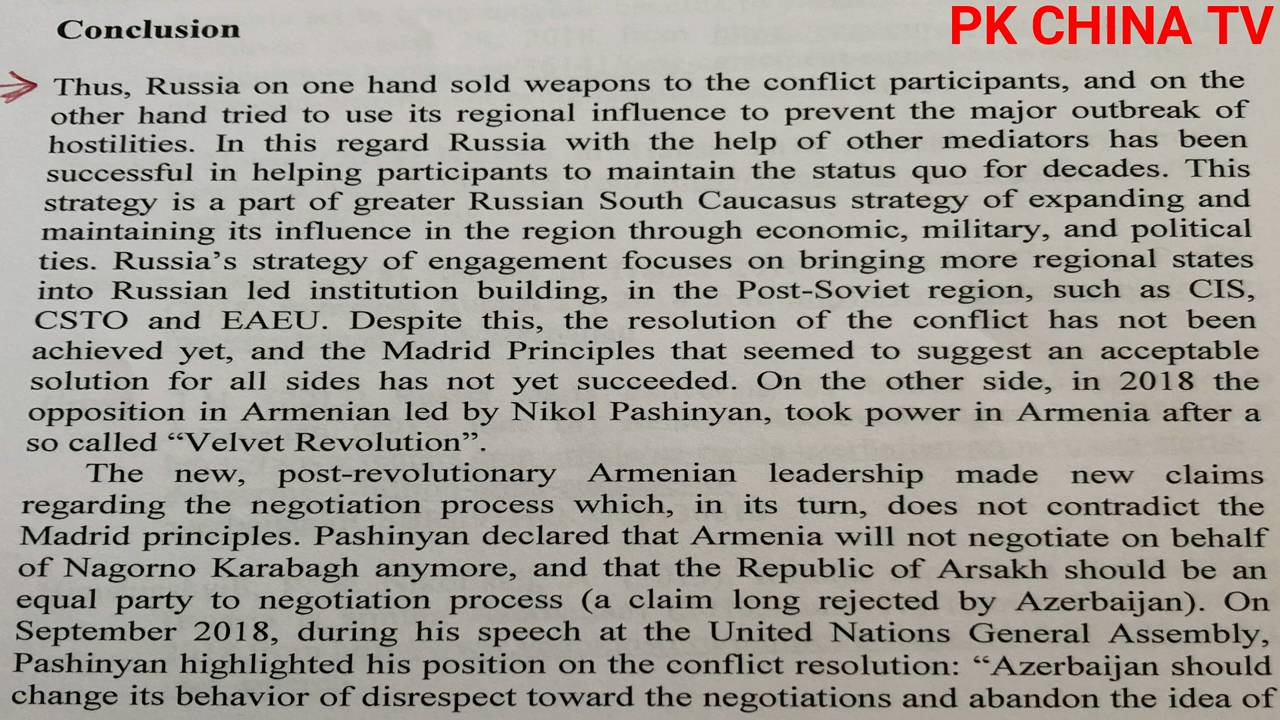 Conclusion
PK CHINA TV
Thus, Russia on one hand sold weapons to the conflict participants, and on the
other hand tried to use its regional influence to prevent the major outbreak of
hostilities. In this regard Russia with the help of other mediators has been
successful in helping participants to maintain the status quo for decades. This
strategy is a part of greater Russian South Caucasus strategy of expanding and
maintaining its influence in the region through economic, military, and political
ties. Russia's strategy of engagement focuses on bringing more regional states
into Russian led institution building, in the Post-Soviet region, such as CIS,
CSTO and EAEU. Despite this, the resolution of the conflict has not been
achieved yet, and the Madrid Principles that seemed to suggest an acceptable
solution for all sides has not yet succeeded. On the other side, in 2018 the
opposition in Armenian led by Nikol Pashinyan, took power in Armenia after a
so called “Velvet Revolution”.
The new, post-revolutionary Armenian leadership made new claims
regarding the negotiation process which, in its turn, does not contradict the
Madrid principles. Pashinyan declared that Armenia will not negotiate on behalf
of Nagorno Karabagh anymore, and that the Republic of Arsakh should be an
equal party to negotiation process (a claim long rejected by Azerbaijan). On
September 2018, during his speech at the United Nations General Assembly,
Pashinyan highlighted his position on the conflict resolution: “Azerbaijan should
change its behavior of disrespect toward the negotiations and abandon the idea of